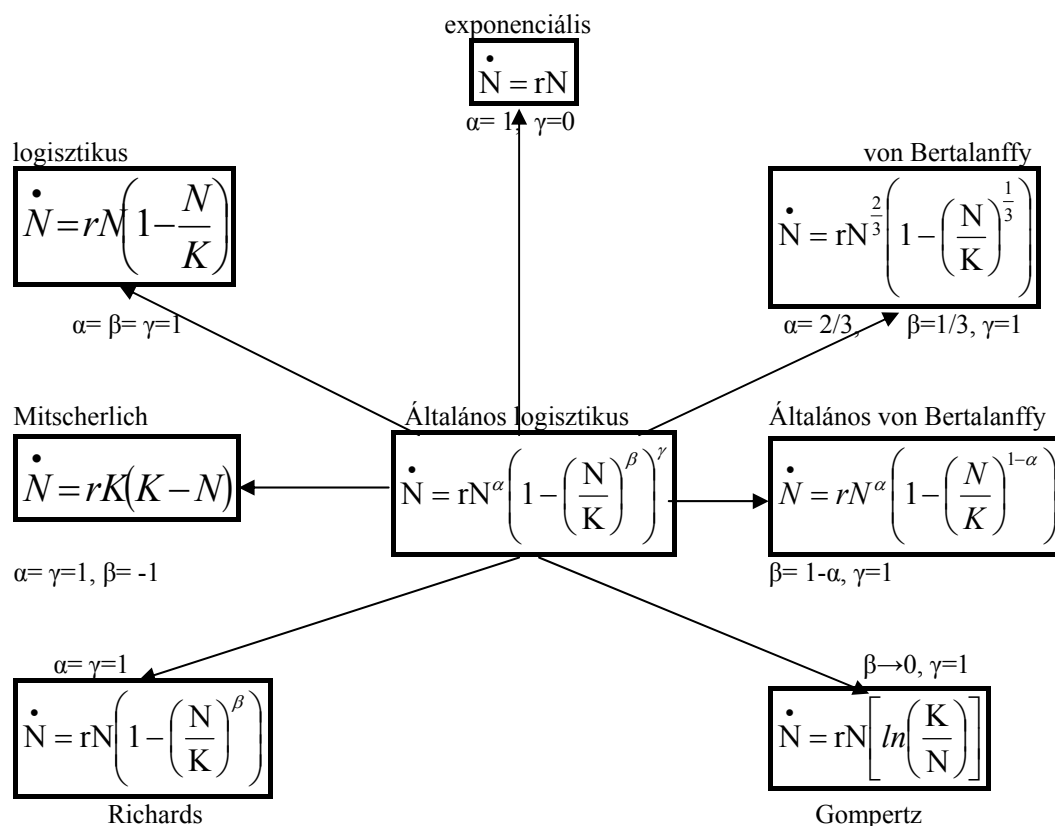 exponenciális
Ṅ = rN
α= 1, γ=0
logisztikus
Ṅ = rN(1 − N/K)
α= β= γ=1
von Bertalanffy
Ṅ = rN^(2/3) (1 − (N/K)^(1/3))
α= 2/3, β=1/3, γ=1
Mitscherlich
Ṅ = rK(K − N)
α= γ=1, β= -1
Általános logisztikus
Ṅ = rN^α (1 − (N/K)^β)^γ
Általános von Bertalanffy
Ṅ = rN^α (1 − (N/K)^(1−α))
β= 1-α, γ=1
α= γ=1
Ṅ = rN(1 − (N/K)^β)
Richards
β→0, γ=1
Ṅ = rN[ln(K/N)]
Gompertz